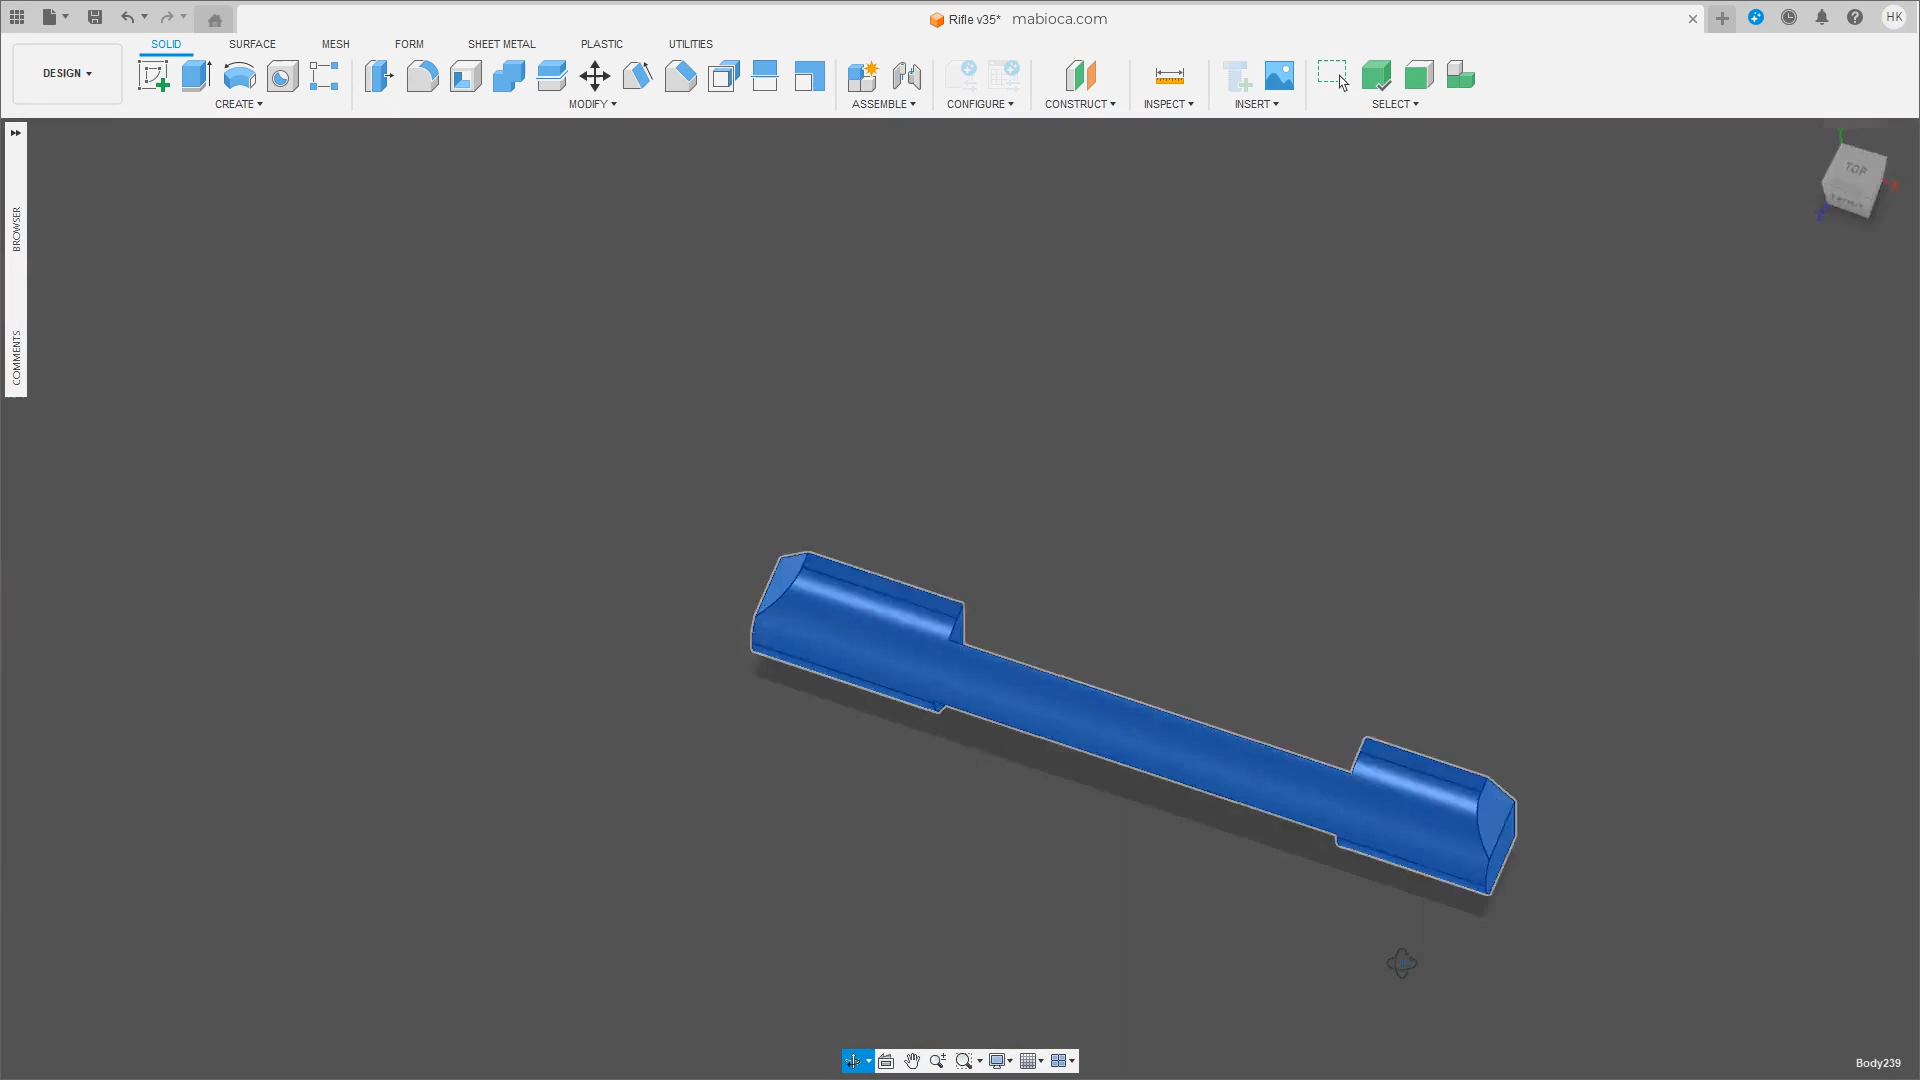 Rifle v35* mabioca.com
HK
SOLID SURFACE MESH FORM SHEET METAL PLASTIC UTILITIES
DESIGN
CREATE MODIFY ASSEMBLE CONFIGURE CONSTRUCT INSPECT INSERT SELECT
BROWSER
COMMENTS
TOP
Body239